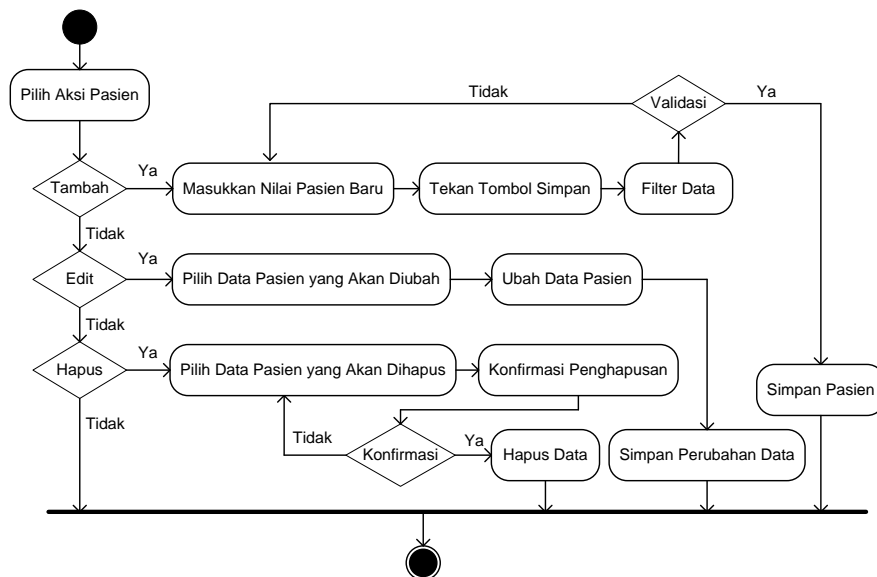 Pilih Aksi Pasien
Tidak
Validasi
Ya
Tambah
Ya
Masukkan Nilai Pasien Baru
Tekan Tombol Simpan
Filter Data
Tidak
Edit
Ya
Pilih Data Pasien yang Akan Diubah
Ubah Data Pasien
Tidak
Hapus
Ya
Pilih Data Pasien yang Akan Dihapus
Konfirmasi Penghapusan
Simpan Pasien
Tidak
Tidak
Konfirmasi
Ya
Hapus Data
Simpan Perubahan Data